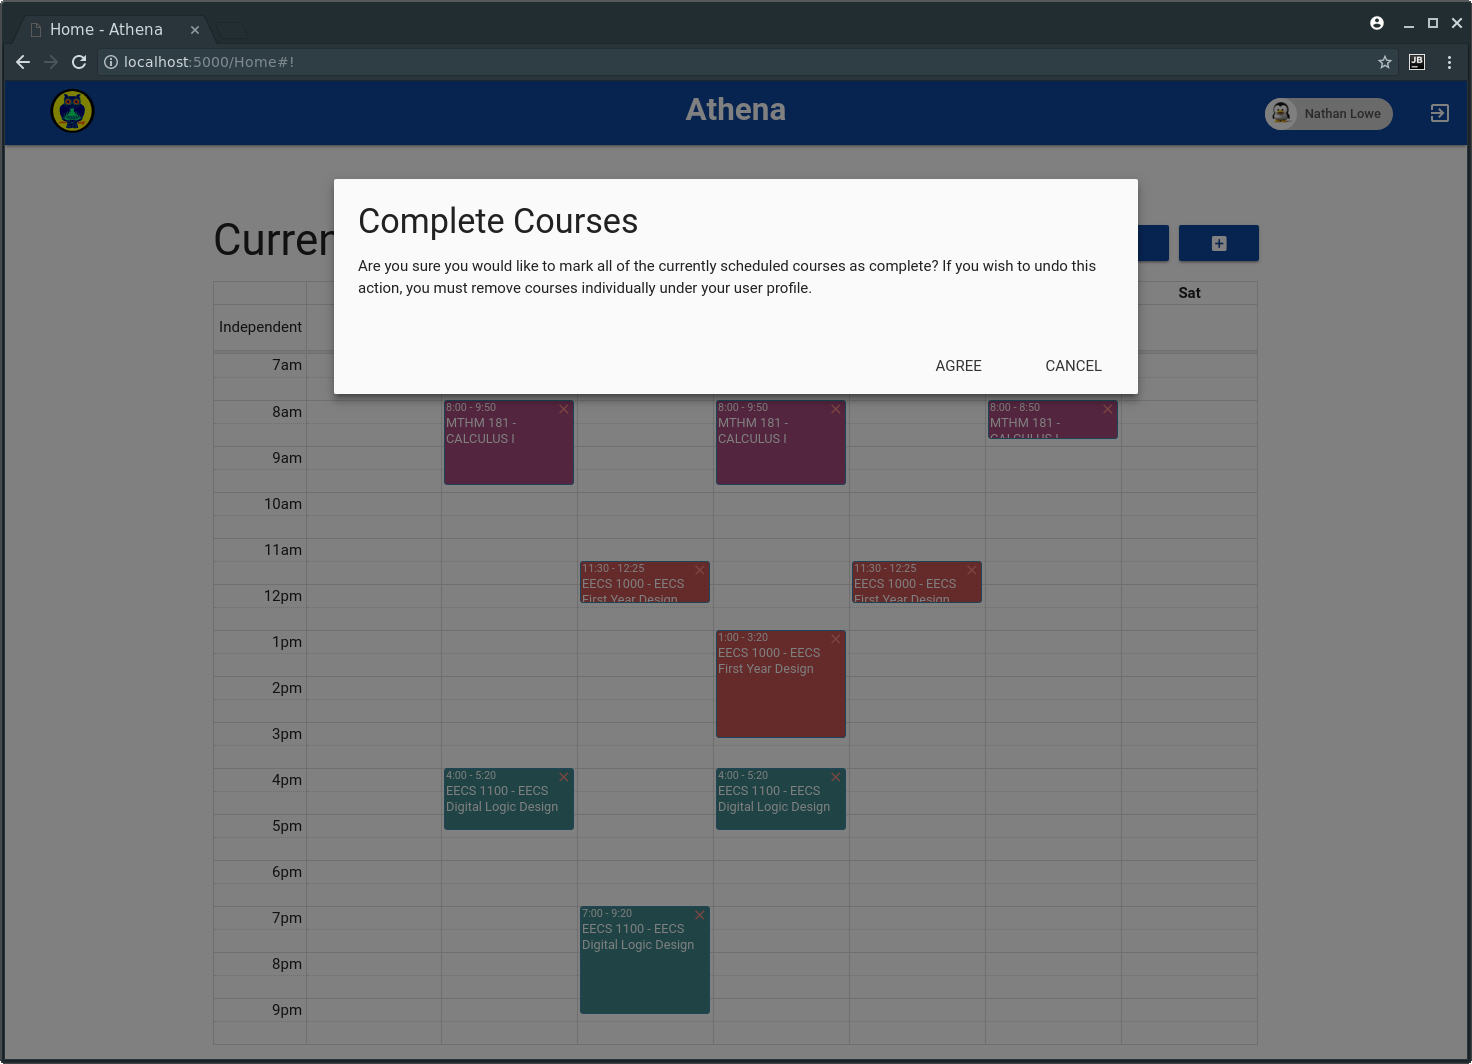 Home - Athena
localhost:5000/Home#!
JB
Athena
Nathan Lowe
Complete Courses
Are you sure you would like to mark all of the currently scheduled courses as complete? If you wish to undo this
action, you must remove courses individually under your user profile.
AGREE CANCEL
Sat
Independent
7am
8am
8:00 - 9:50
MTHM 181 -
CALCULUS I
8:00 - 9:50
MTHM 181 -
CALCULUS I
8:00 - 8:50
MTHM 181 -
CALCULUS I
9am
10am
11am
11:30 - 12:25
EECS 1000 - EECS
First Year Design
11:30 - 12:25
EECS 1000 - EECS
First Year Design
12pm
1pm
1:00 - 3:20
EECS 1000 - EECS
First Year Design
2pm
3pm
4pm
4:00 - 5:20
EECS 1100 - EECS
Digital Logic Design
4:00 - 5:20
EECS 1100 - EECS
Digital Logic Design
5pm
6pm
7pm
7:00 - 9:20
EECS 1100 - EECS
Digital Logic Design
8pm
9pm